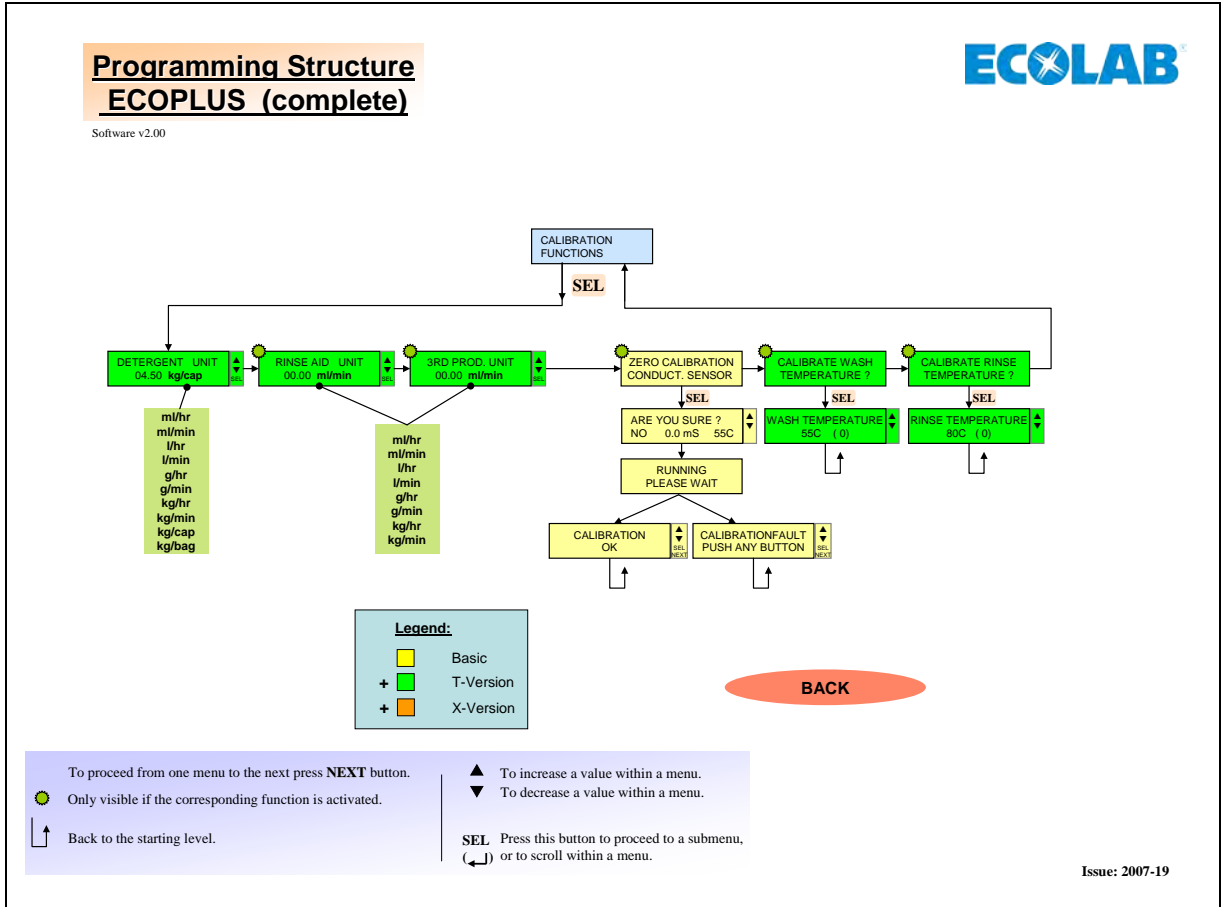 Programming Structure
ECOPLUS (complete)
Software v2.00
ECOLAB®
CALIBRATION
FUNCTIONS
SEL
DETERGENT UNIT
04.50 kg/cap
SEL
RINSE AID UNIT
00.00 ml/min
SEL
3RD PROD. UNIT
00.00 ml/min
SEL
ZERO CALIBRATION
CONDUCT. SENSOR
CALIBRATE WASH
TEMPERATURE ?
CALIBRATE RINSE
TEMPERATURE ?
SEL
SEL
SEL
ARE YOU SURE ?
NO 0.0 mS 55C
WASH TEMPERATURE
55C ( 0)
RINSE TEMPERATURE
80C ( 0)
ml/hr
ml/min
l/hr
l/min
g/hr
g/min
kg/hr
kg/min
kg/cap
kg/bag
ml/hr
ml/min
l/hr
l/min
g/hr
g/min
kg/hr
kg/min
RUNNING
PLEASE WAIT
CALIBRATION
OK
SEL
NEXT
CALIBRATIONFAULT
PUSH ANY BUTTON
SEL
NEXT
Legend:
Basic
+ T-Version
+ X-Version
BACK
To proceed from one menu to the next press NEXT button.
Only visible if the corresponding function is activated.
Back to the starting level.
▲ To increase a value within a menu.
▼ To decrease a value within a menu.
SEL Press this button to proceed to a submenu,
(↵) or to scroll within a menu.
Issue: 2007-19